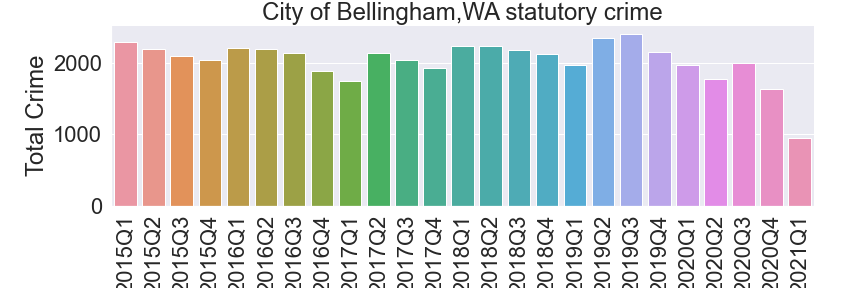 City of Bellingham,WA statutory crime
Total Crime
2000
1000
0
2015Q1
2015Q2
2015Q3
2015Q4
2016Q1
2016Q2
2016Q3
2016Q4
2017Q1
2017Q2
2017Q3
2017Q4
2018Q1
2018Q2
2018Q3
2018Q4
2019Q1
2019Q2
2019Q3
2019Q4
2020Q1
2020Q2
2020Q3
2020Q4
2021Q1